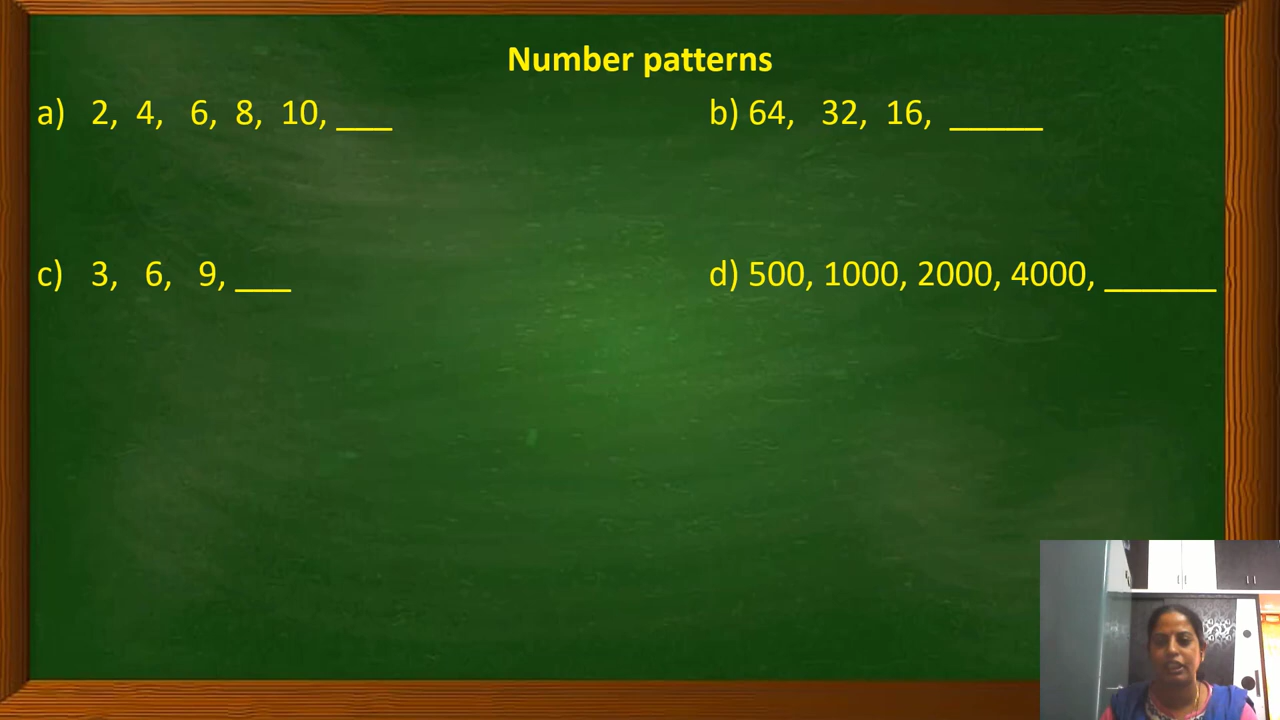 Number patterns
a) 2, 4, 6, 8, 10, ___
b) 64, 32, 16, _____
c) 3, 6, 9, ___
d) 500, 1000, 2000, 4000, ______